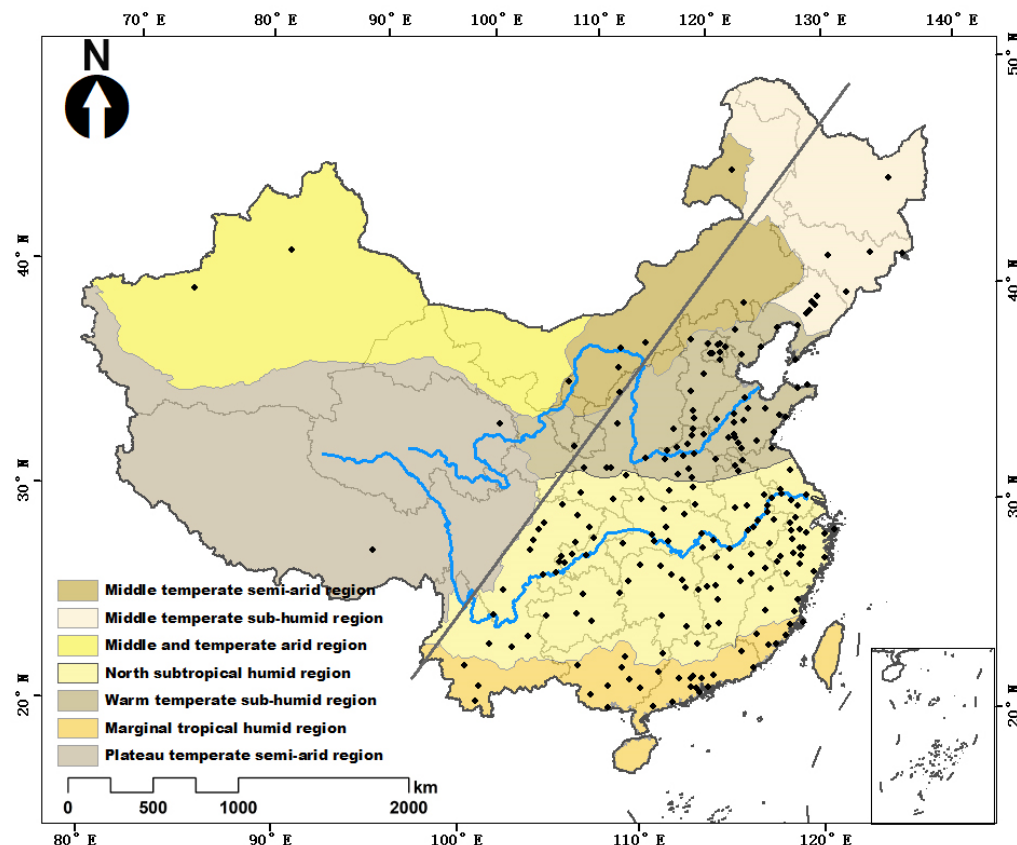 70° E 80° E 90° E 100° E 110° E 120° E 130° E 140° E
N
50° N
40° N
40° N
30° N
30° N
20° N
20° N
Middle temperate semi-arid region
Middle temperate sub-humid region
Middle and temperate arid region
North subtropical humid region
Warm temperate sub-humid region
Marginal tropical humid region
Plateau temperate semi-arid region
km
0 500 1000 2000
80° E 90° E 100° E 110° E 120° E